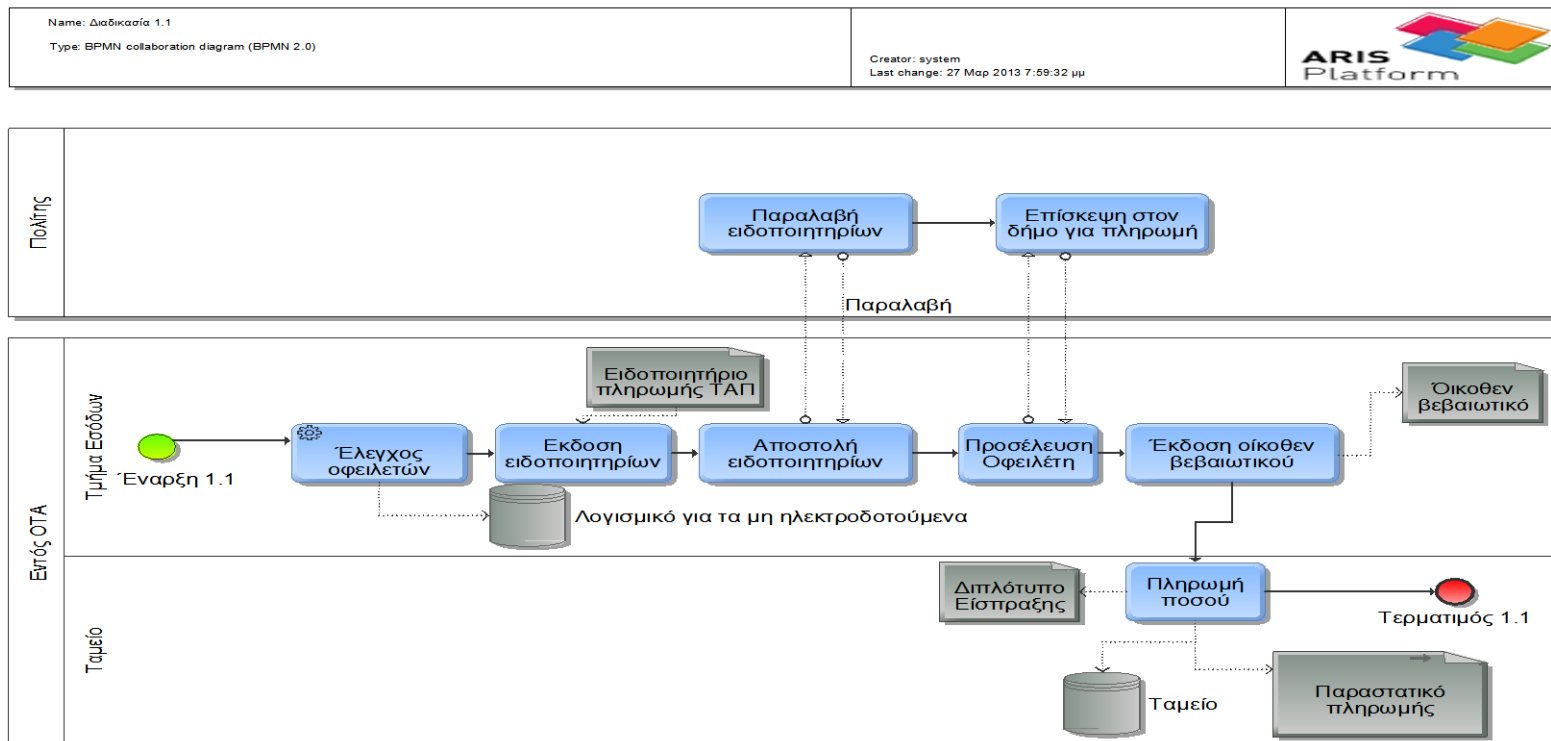 Name: Διαδικασία 1.1
Type: BPMN collaboration diagram (BPMN 2.0)
Creator: system
Last change: 27 Μαρ 2013 7:59:32 μμ
ARIS
Platform
Πολίτης
Παραλαβή
ειδοποιητηρίων
Επίσκεψη στον
δήμο για πληρωμή
Παραλαβή
Εντός ΟΤΑ
Τμήμα Εσόδων
Ειδοποιητήριο
πληρωμής ΤΑΠ
Όικοθεν
βεβαιωτικό
Έναρξη 1.1
Έλεγχος
οφειλετών
Εκδοση
ειδοποιητηρίων
Αποστολή
ειδοποιητηρίων
Προσέλευση
Οφειλέτη
Έκδοση οίκοθεν
βεβαιωτικού
Λογισμικό για τα μη ηλεκτροδοτούμενα
Ταμείο
Διπλότυπο
Είσπραξης
Πληρωμή
ποσού
Τερματιμός 1.1
Ταμείο
Παραστατικό
πληρωμής